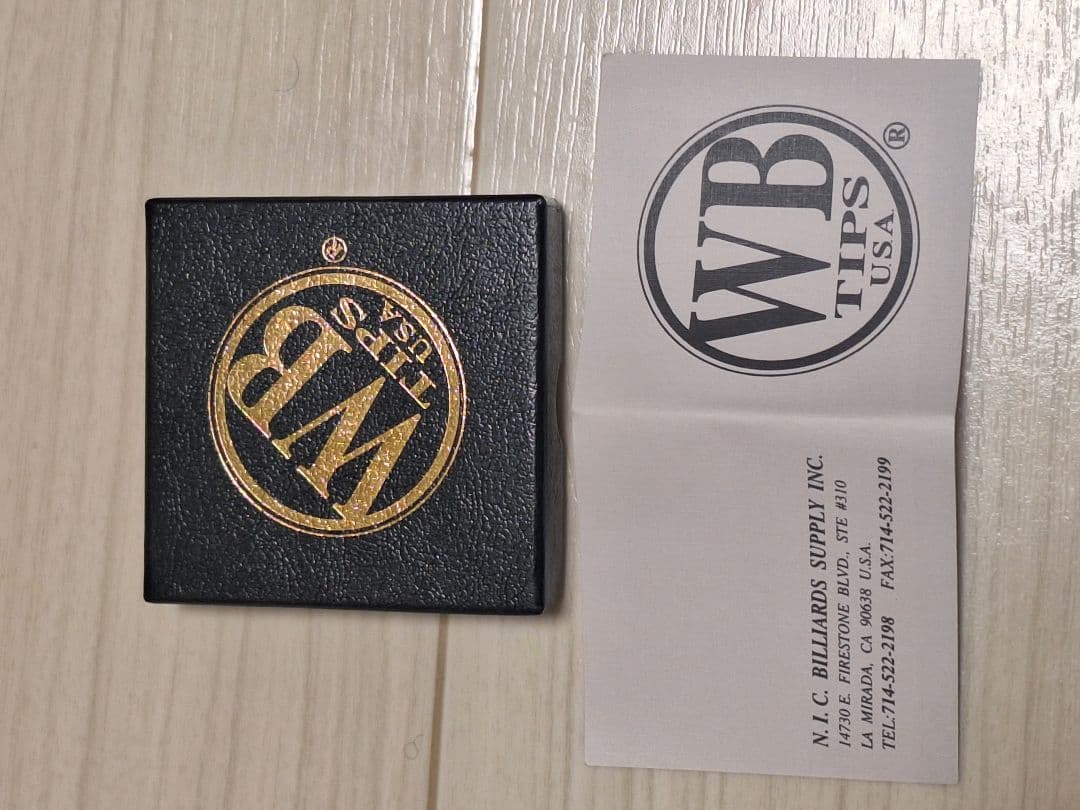 WB
TIPS
USA
WB
TIPS
U.S.A
®
N. I. C. BILLIARDS SUPPLY INC.
14730 E. FIRESTONE BLVD., STE #310
LA MIRADA, CA 90638 U.S.A.
TEL:714-522-2198 FAX:714-522-2199